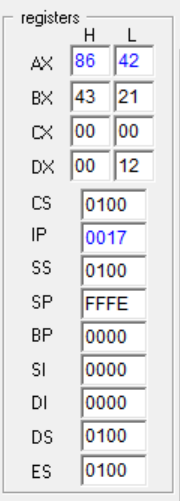 registers
H L
AX 86 42
BX 43 21
CX 00 00
DX 00 12
CS 0100
IP 0017
SS 0100
SP FFFE
BP 0000
SI 0000
DI 0000
DS 0100
ES 0100